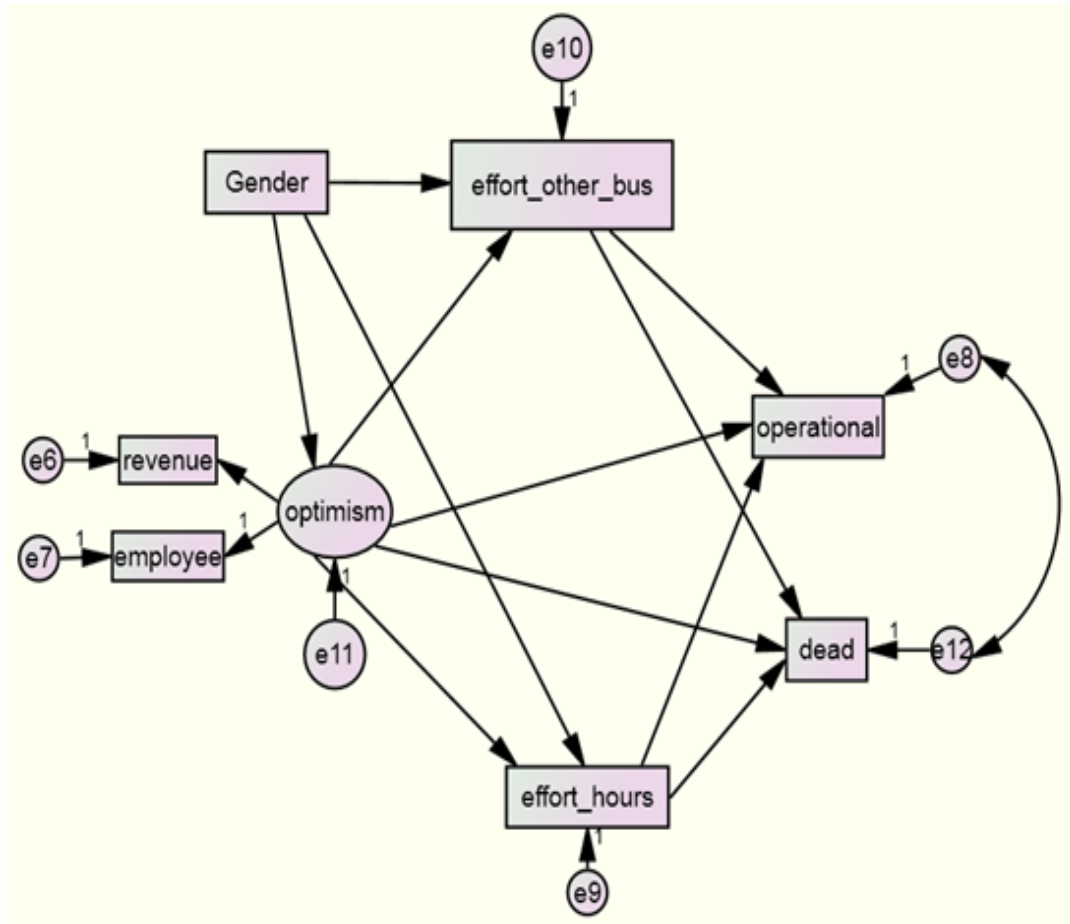 e10
1
Gender
effort_other_bus
e8
1
operational
e6
1
revenue
optimism
1
e7
1
employee
1
e11
dead
1
e12
effort_hours
1
e9